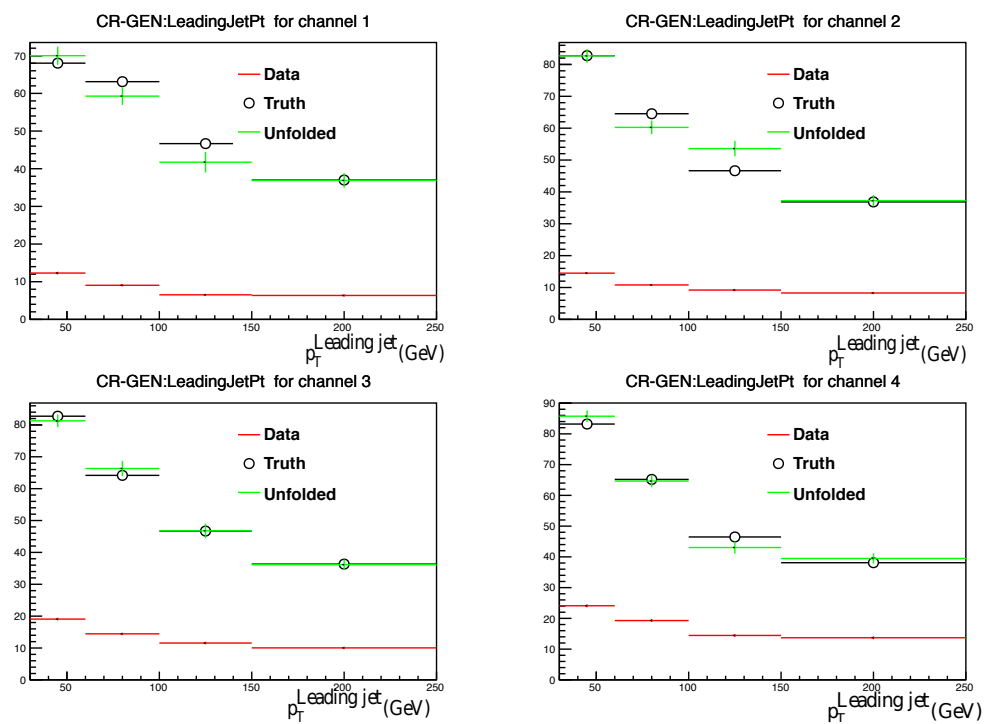 CR-GEN:LeadingJetPt for channel 1
70
60
50
40
30
20
10
0
Data
Truth
Unfolded
50 100 150 200 250
p_T^Leading jet (GeV)
CR-GEN:LeadingJetPt for channel 2
80
70
60
50
40
30
20
10
0
Data
Truth
Unfolded
50 100 150 200 250
p_T^Leading jet (GeV)
CR-GEN:LeadingJetPt for channel 3
80
70
60
50
40
30
20
10
0
Data
Truth
Unfolded
50 100 150 200 250
p_T^Leading jet (GeV)
CR-GEN:LeadingJetPt for channel 4
90
80
70
60
50
40
30
20
10
0
Data
Truth
Unfolded
50 100 150 200 250
p_T^Leading jet (GeV)